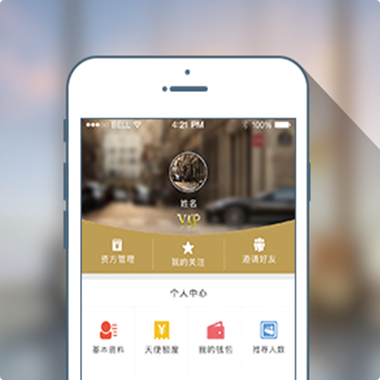 ●●●○○ BELL 4:21 PM 100%
姓名
VIP
资方管理 我的关注 邀请好友
个人中心
基本资料 天使额度 我的钱包 推荐人数